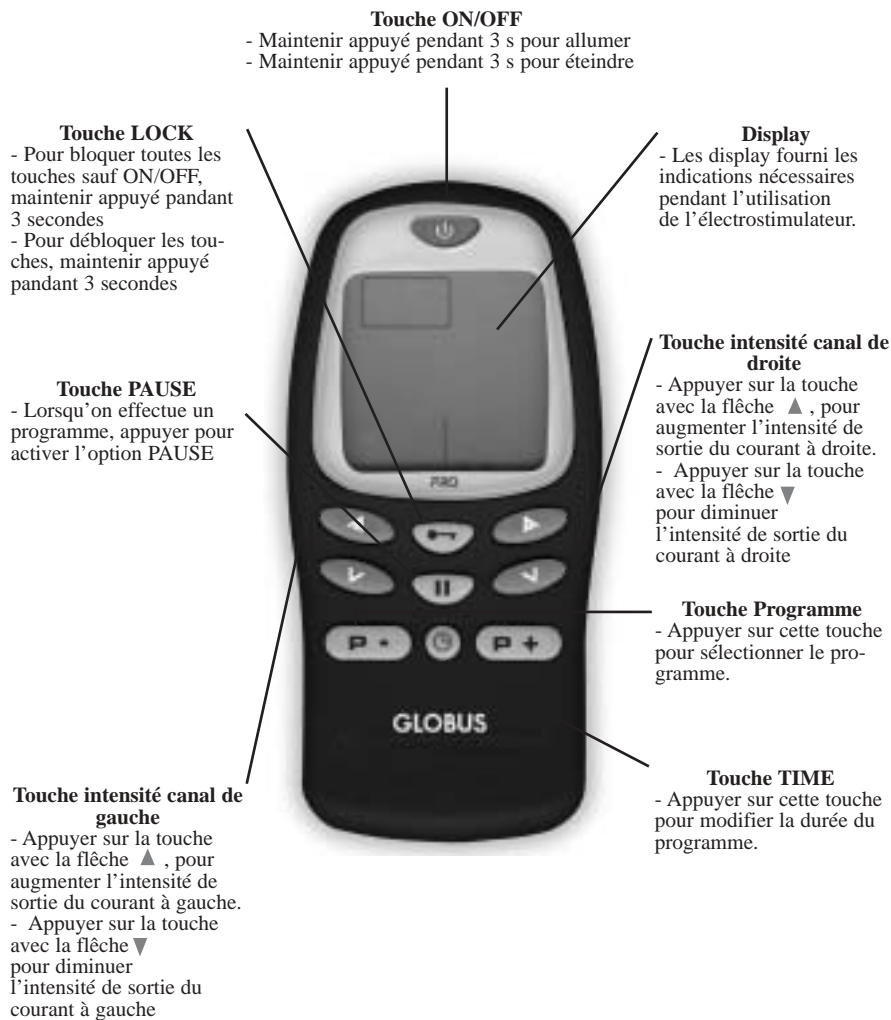 Touche ON/OFF
- Maintenir appuyé pendant 3 s pour allumer
- Maintenir appuyé pendant 3 s pour éteindre
Touche LOCK
- Pour bloquer toutes les
touches sauf ON/OFF,
maintenir appuyé pandant
3 secondes
- Pour débloquer les tou-
ches, maintenir appuyé
pandant 3 secondes
Display
- Les display fourni les
indications nécessaires
pendant l’utilisation
de l’électrostimulateur.
Touche PAUSE
- Lorsqu’on effectue un
programme, appuyer pour
activer l’option PAUSE
Touche intensité canal de
droite
- Appuyer sur la touche
avec la flêche ▲ , pour
augmenter l’intensité de
sortie du courant à droite.
- Appuyer sur la touche
avec la flêche ▼
pour diminuer
l’intensité de sortie du
courant à droite
PRO
Touche Programme
- Appuyer sur cette touche
pour sélectionner le pro-
gramme.
P -
P +
GLOBUS
Touche TIME
- Appuyer sur cette touche
pour modifier la durée du
programme.
Touche intensité canal de
gauche
- Appuyer sur la touche
avec la flêche ▲ , pour
augmenter l’intensité de
sortie du courant à gauche.
- Appuyer sur la touche
avec la flêche ▼
pour diminuer
l’intensité de sortie du
courant à gauche